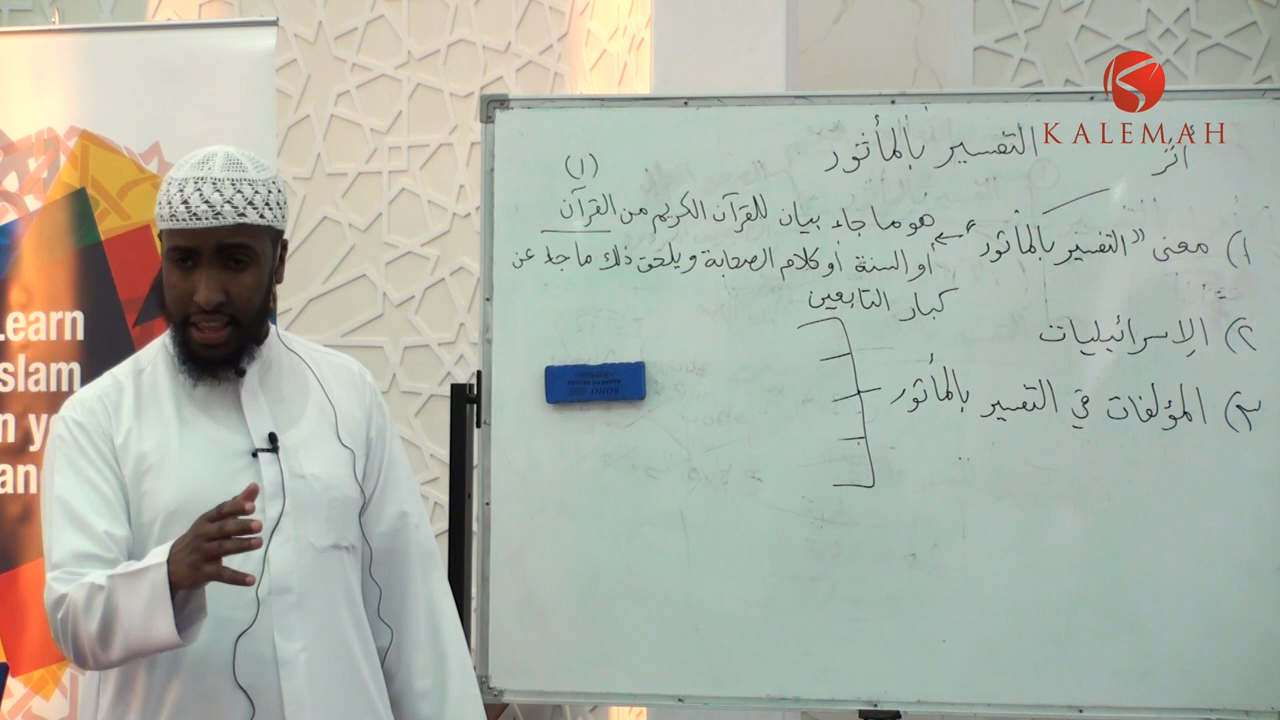 KALEMAH
أثر
التفسير بالمأثور
(١)
١) معنى "التفسير بالمأثور" ← هو ما جاء بيان للقرآن الكريم من القرآن
أو السنة أو كلام الصحابة ويلحق ذلك ما جاء عن
كبار التابعين
٢) الإسرائيليات
٣) المؤلفات في التفسير بالمأثور
Learn
Islam